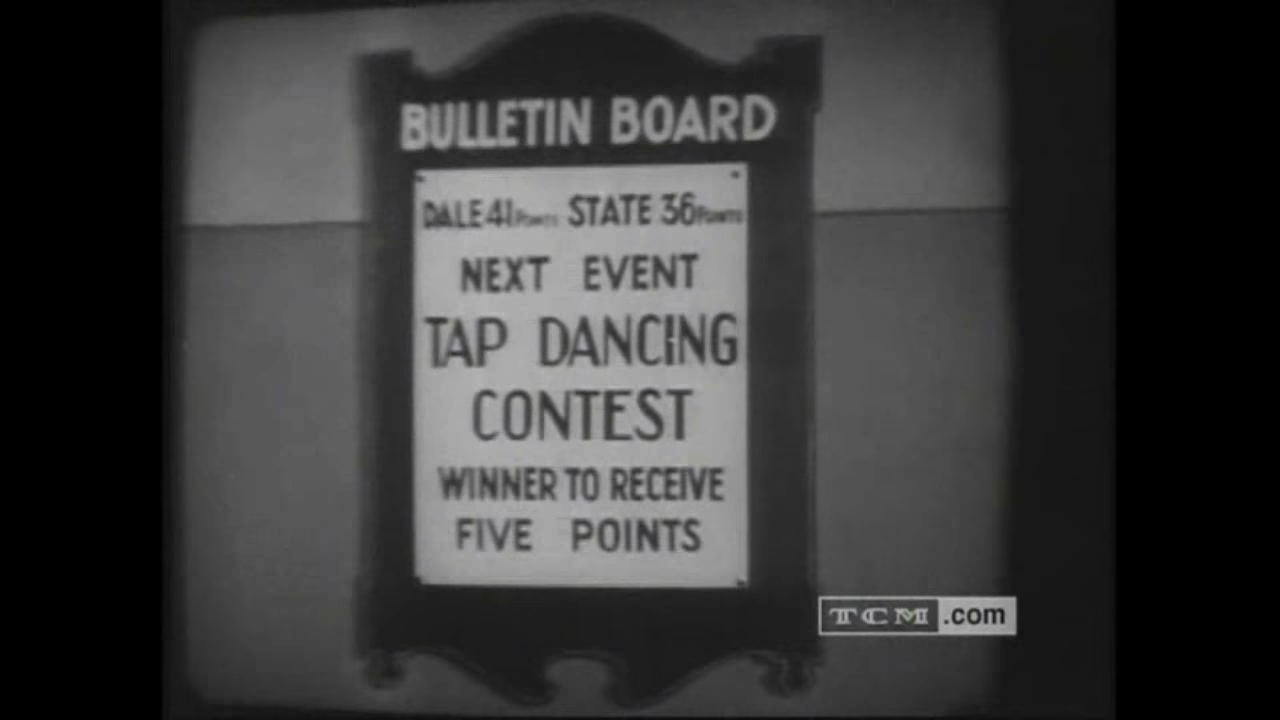 BULLETIN BOARD
DALE 41 POINTS STATE 36 POINTS
NEXT EVENT
TAP DANCING
CONTEST
WINNER TO RECEIVE
FIVE POINTS
TCM.com